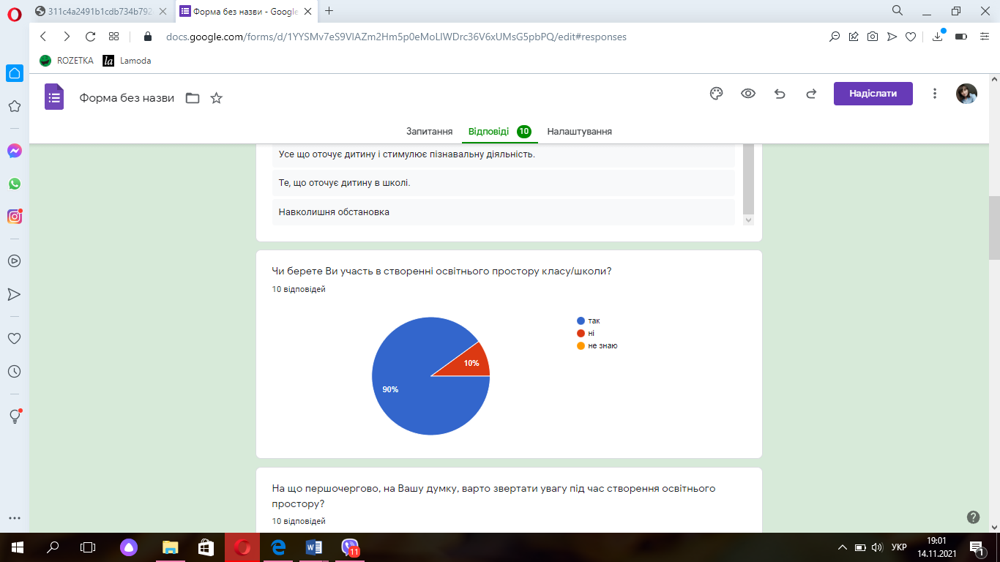 311c4a2491b1cdb734b792
Форма без назви - Google
docs.google.com/forms/d/1YYSMv7eS9VlAZm2Hm5p0eMoLlWDrc36V6xUMsG5pbPQ/edit#responses
ROZETKA
la
Lamoda
Форма без назви
Надіслати
Запитання
Відповіді 10
Налаштування
Усе що оточує дитину і стимулює пізнавальну діяльність.
Те, що оточує дитину в школі.
Навколишня обстановка
Чи берете Ви участь в створенні освітнього простору класу/школи?
10 відповідей
так
ні
не знаю
10%
90%
На що першочергово, на Вашу думку, варто звертати увагу під час створення освітнього
простору?
10 відповідей
11
УКР
19:01
14.11.2021
1